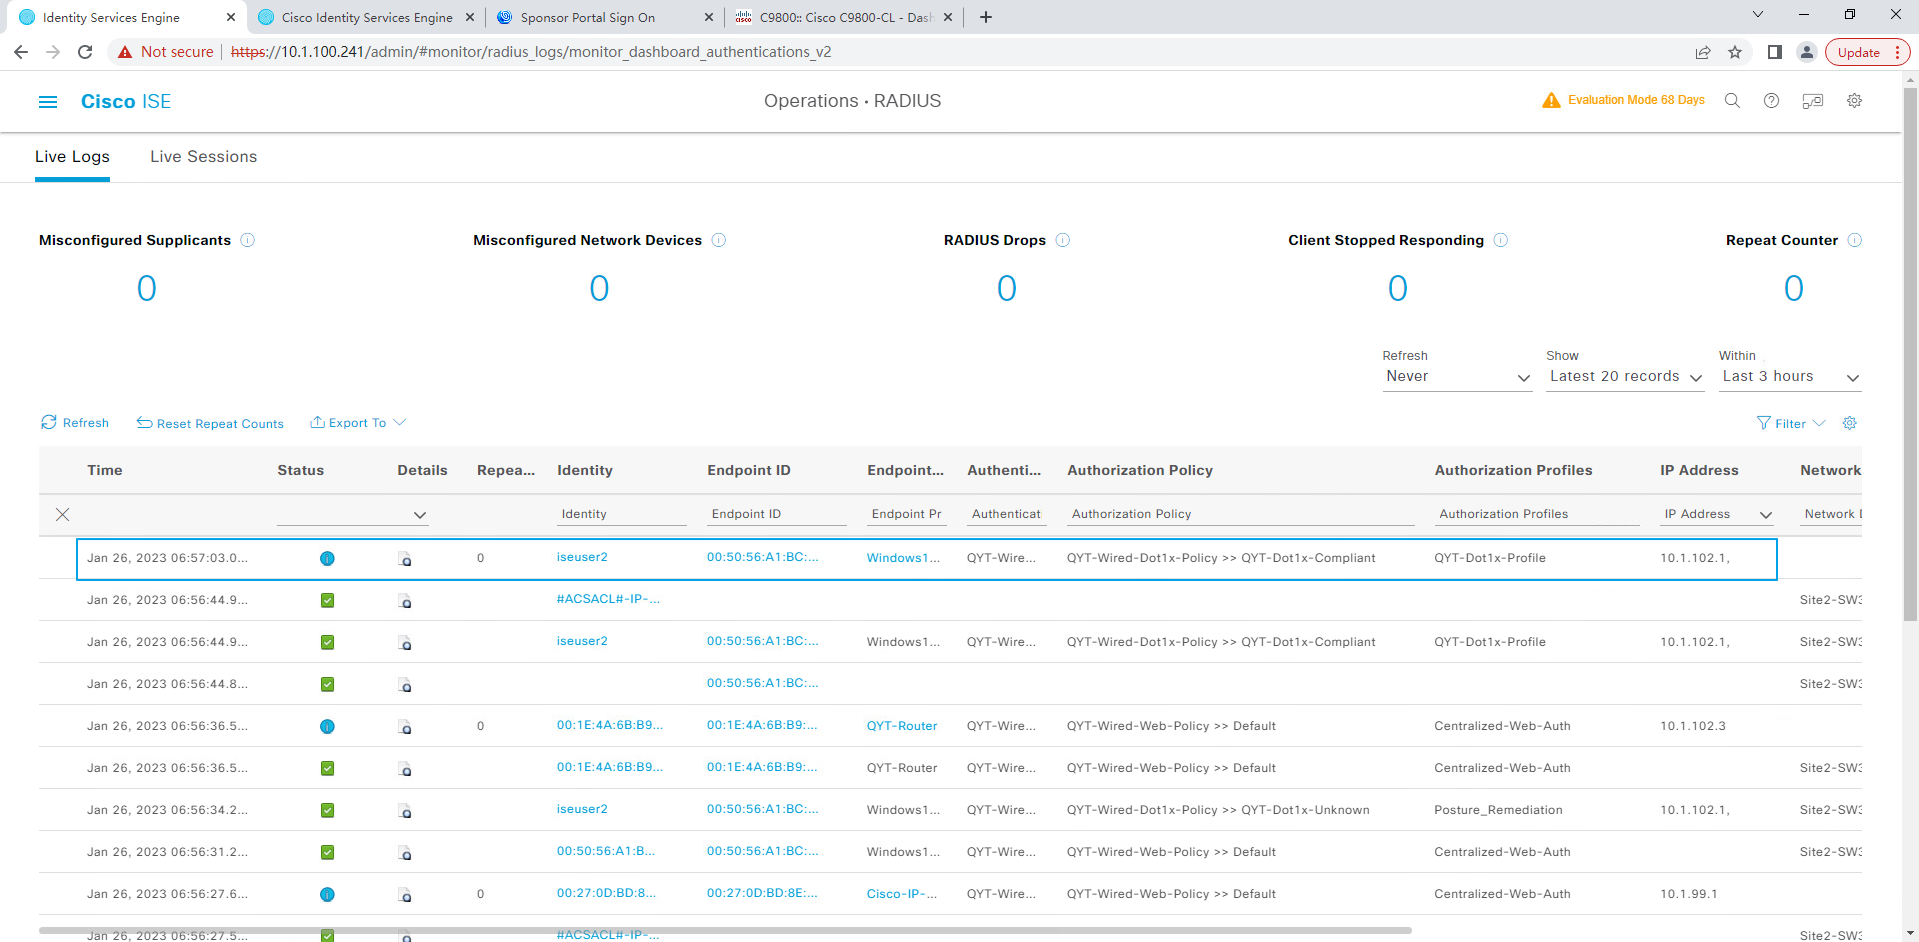 Identity Services Engine
Cisco Identity Services Engine
Sponsor Portal Sign On
C9800:: Cisco C9800-CL - Dash
Not secure
https://10.1.100.241/admin/#monitor/radius_logs/monitor_dashboard_authentications_v2
Update
Cisco ISE
Operations · RADIUS
Evaluation Mode 68 Days
Live Logs
Live Sessions
Misconfigured Supplicants
Misconfigured Network Devices
RADIUS Drops
Client Stopped Responding
Repeat Counter
0 0 0 0 0
Refresh Show Within
Never Latest 20 records Last 3 hours
Refresh Reset Repeat Counts Export To Filter
Time Status Details Repea... Identity Endpoint ID Endpoint... Authenti... Authorization Policy Authorization Profiles IP Address Network
Identity Endpoint ID Endpoint Pr Authenticat Authorization Policy Authorization Profiles IP Address Network D
Jan 26, 2023 06:57:03.0... 0 iseuser2 00:50:56:A1:BC:... Windows1... QYT-Wire... QYT-Wired-Dot1x-Policy >> QYT-Dot1x-Compliant QYT-Dot1x-Profile 10.1.102.1,
Jan 26, 2023 06:56:44.9... #ACSACL#-IP-... Site2-SW3
Jan 26, 2023 06:56:44.9... iseuser2 00:50:56:A1:BC:... Windows1... QYT-Wire... QYT-Wired-Dot1x-Policy >> QYT-Dot1x-Compliant QYT-Dot1x-Profile 10.1.102.1, Site2-SW3
Jan 26, 2023 06:56:44.8... 00:50:56:A1:BC:... Site2-SW3
Jan 26, 2023 06:56:36.5... 0 00:1E:4A:6B:B9... 00:1E:4A:6B:B9:... QYT-Router QYT-Wire... QYT-Wired-Web-Policy >> Default Centralized-Web-Auth 10.1.102.3
Jan 26, 2023 06:56:36.5... 00:1E:4A:6B:B9... 00:1E:4A:6B:B9:... QYT-Router QYT-Wire... QYT-Wired-Web-Policy >> Default Centralized-Web-Auth Site2-SW3
Jan 26, 2023 06:56:34.2... iseuser2 00:50:56:A1:BC:... Windows1... QYT-Wire... QYT-Wired-Dot1x-Policy >> QYT-Dot1x-Unknown Posture_Remediation 10.1.102.1, Site2-SW3
Jan 26, 2023 06:56:31.2... 00:50:56:A1:B... 00:50:56:A1:BC:... Windows1... QYT-Wire... QYT-Wired-Web-Policy >> Default Centralized-Web-Auth Site2-SW3
Jan 26, 2023 06:56:27.6... 0 00:27:0D:BD:8... 00:27:0D:BD:8E:... Cisco-IP-... QYT-Wire... QYT-Wired-Web-Policy >> Default Centralized-Web-Auth 10.1.99.1
Jan 26, 2023 06:56:27.5... #ACSACL#-IP-... Site2-SW3